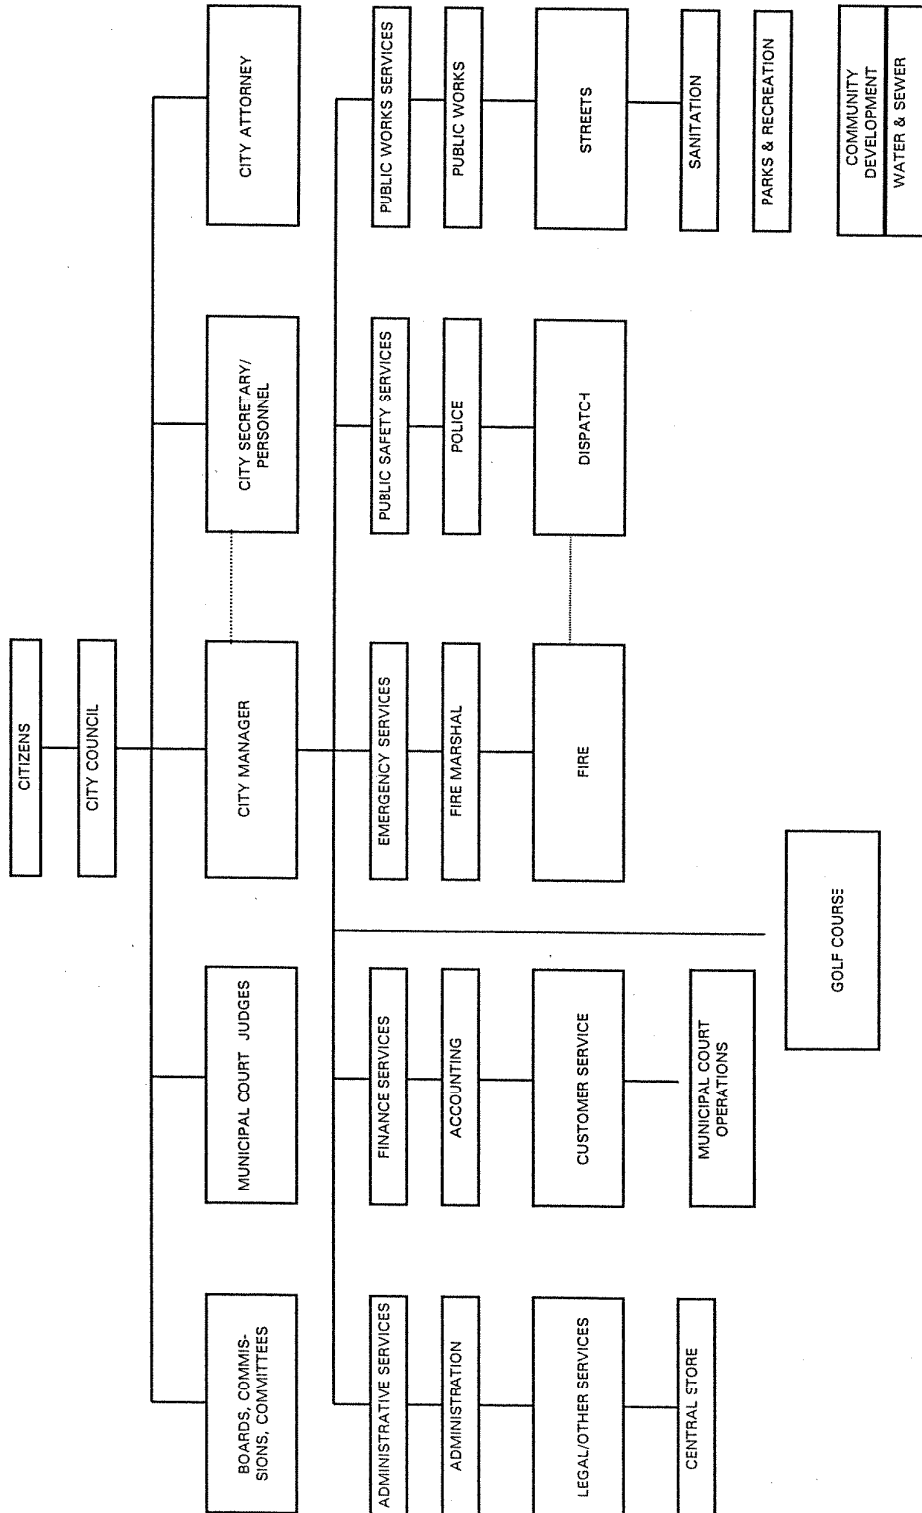 CITIZENS
CITY COUNCIL
BOARDS, COMMIS-
SIONS, COMMITTEES
MUNICIPAL COURT JUDGES
CITY MANAGER
CITY SECRETARY/
PERSONNEL
CITY ATTORNEY
ADMINISTRATIVE SERVICES
FINANCE SERVICES
EMERGENCY SERVICES
PUBLIC SAFETY SERVICES
PUBLIC WORKS SERVICES
ADMINISTRATION
ACCOUNTING
FIRE MARSHAL
POLICE
PUBLIC WORKS
LEGAL/OTHER SERVICES
CUSTOMER SERVICE
FIRE
DISPATCH
STREETS
CENTRAL STORE
MUNICIPAL COURT
OPERATIONS
SANITATION
GOLF COURSE
PARKS & RECREATION
COMMUNITY
DEVELOPMENT
WATER & SEWER